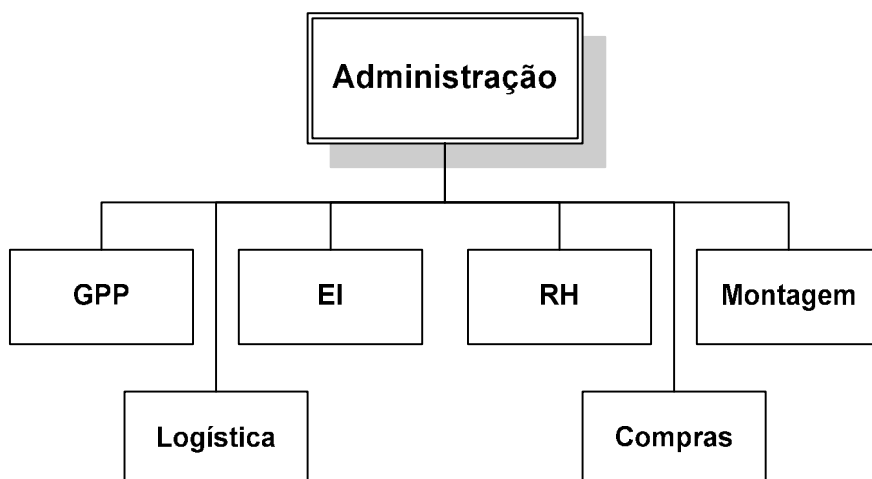 Administração
GPP
EI
RH
Montagem
Logística
Compras